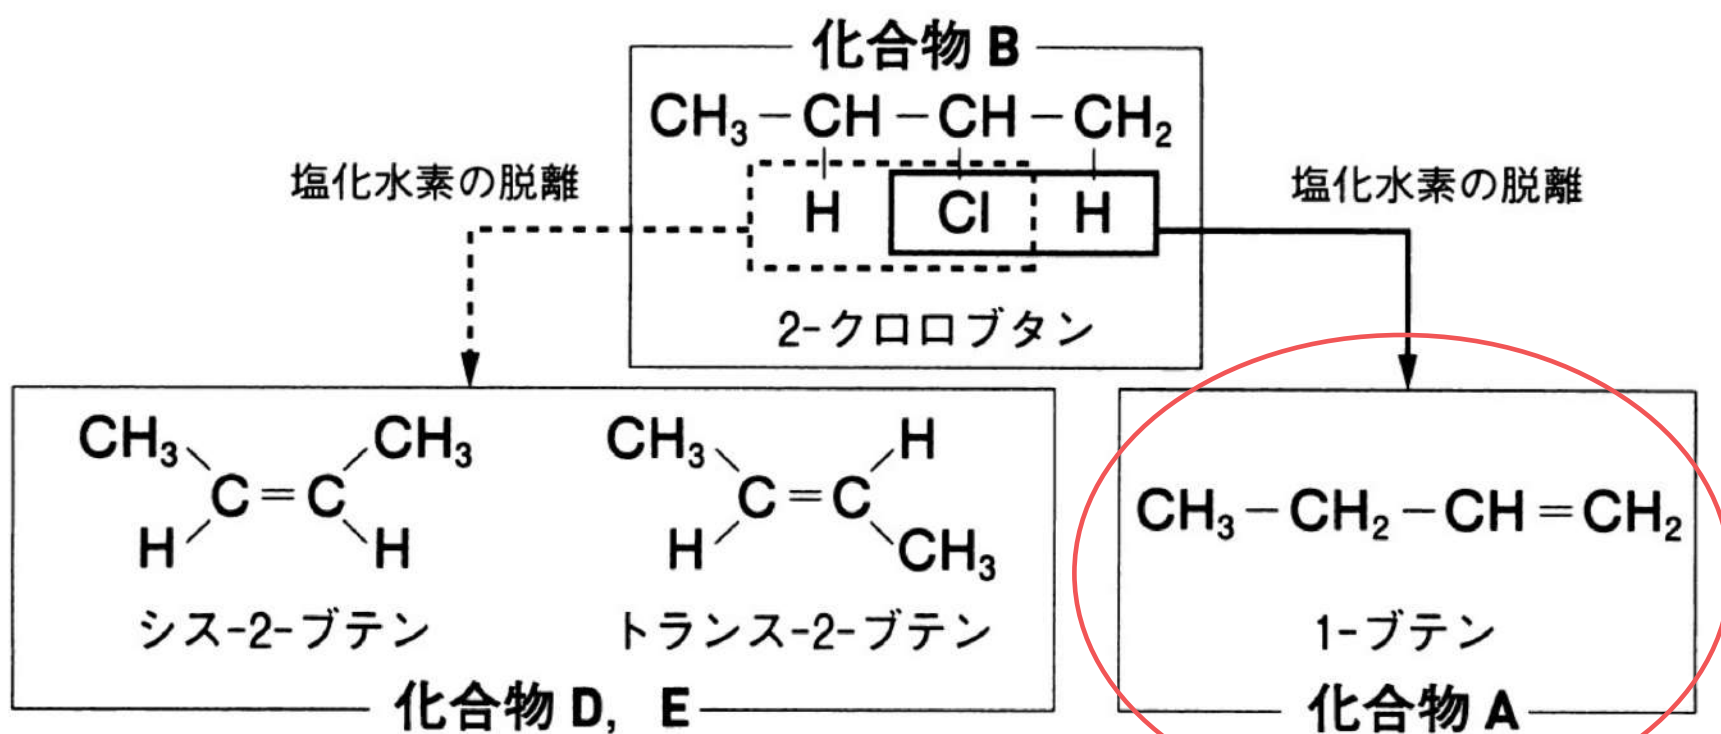 化合物 B
CH₃－CH－CH－CH₂
H Cl H
塩化水素の脱離
塩化水素の脱離
2-クロロブタン
CH₃ CH₃
C＝C
H H
シス-2-ブテン
CH₃ H
C＝C
H CH₃
トランス-2-ブテン
化合物 D, E
CH₃－CH₂－CH＝CH₂
1-ブテン
化合物 A